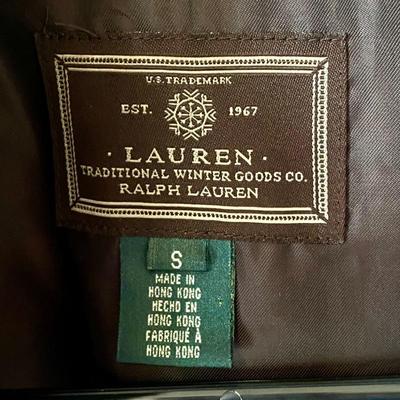 U.S. TRADEMARK
EST. 1967
· LAUREN ·
TRADITIONAL WINTER GOODS CO.
RALPH LAUREN
S
MADE IN
HONG KONG
HECHO EN
HONG KONG
FABRIQUÉ À
HONG KONG